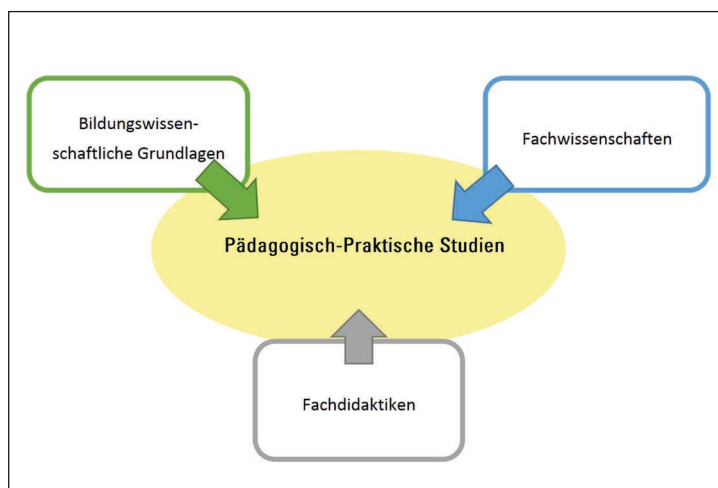 Bildungswissen-
schaftliche Grundlagen
Fachwissenschaften
Pädagogisch-Praktische Studien
Fachdidaktiken